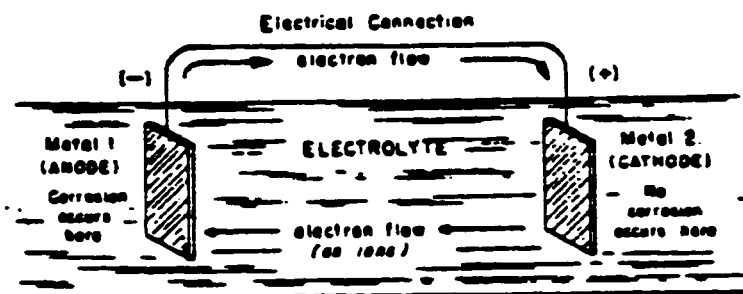 Electrical Connection
electron flow
(−) (+)
Metal 1
(ANODE)
Corrosion
occurs
here
ELECTROLYTE
electron flow
(as ions)
Metal 2.
(CATHODE)
No
corrosion
occurs here